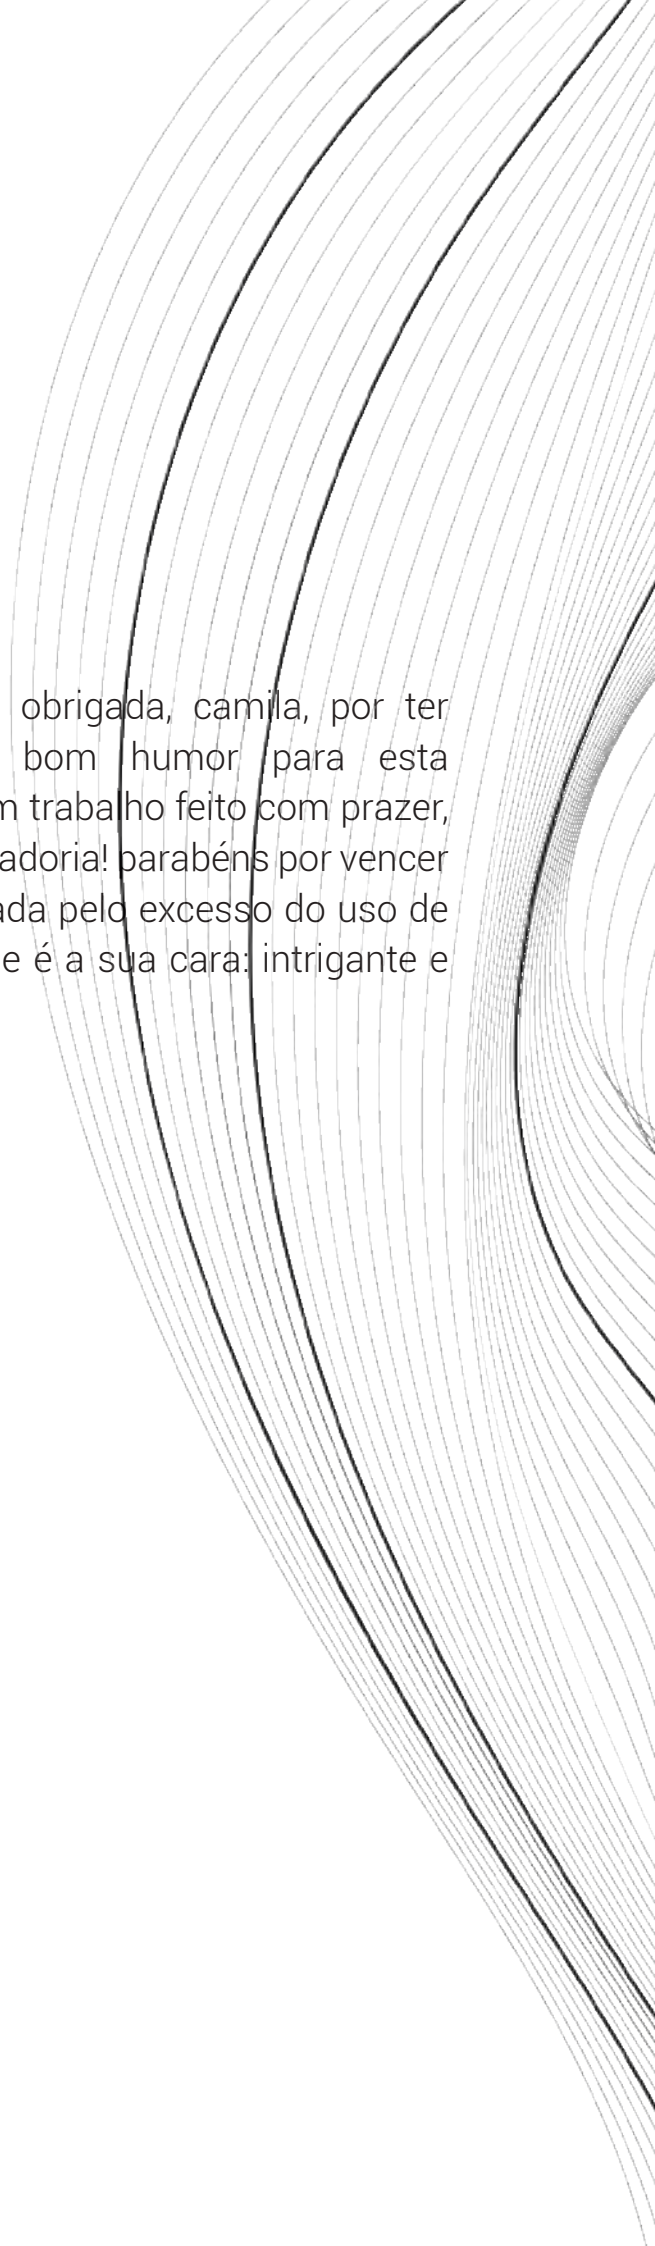 obrigada, camila, por ter
bom humor para esta
m trabalho feito com prazer,
adoria! parabéns por vencer
ada pelo excesso do uso de
e é a sua cara: intrigante e